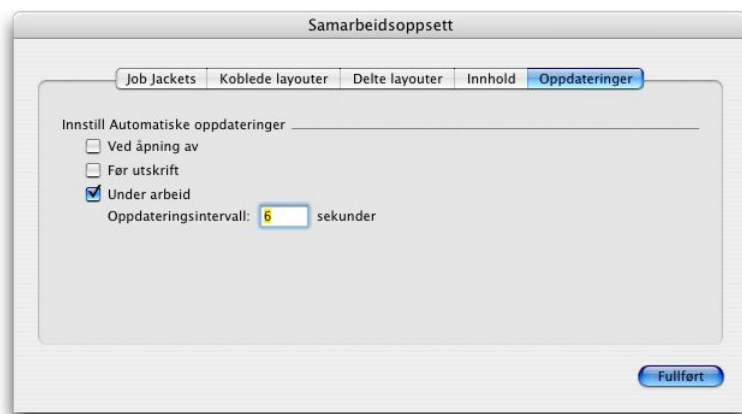 Samarbeidsoppsett
Job Jackets Koblede layouter Delte layouter Innhold Oppdateringer
Innstill Automatiske oppdateringer
Ved åpning av
Før utskrift
Under arbeid
Oppdateringsintervall: 6 sekunder
Fullført